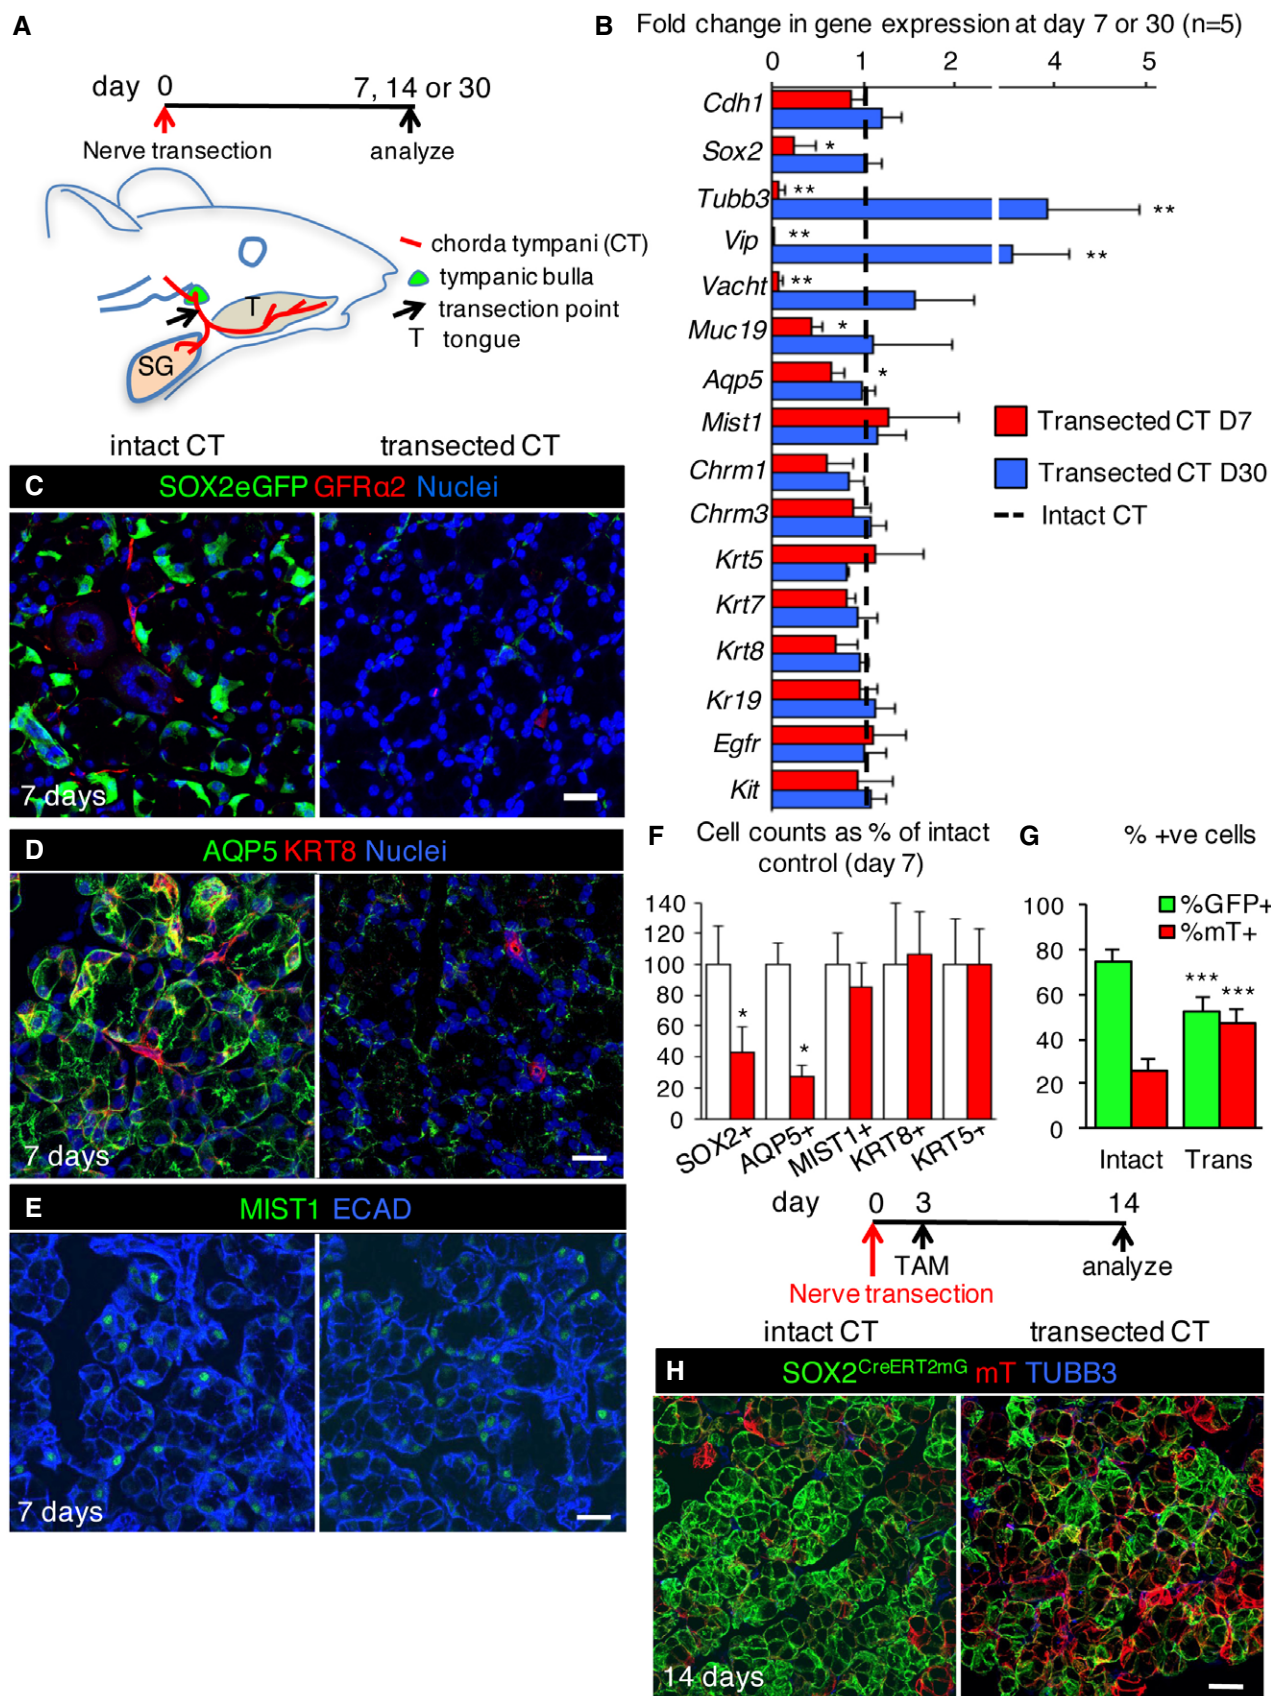 A
day 0 7, 14 or 30
Nerve transection analyze
chorda tympani (CT)
tympanic bulla
transection point
T tongue
T
SG
B Fold change in gene expression at day 7 or 30 (n=5)
0 1 2 4 5
Cdh1
Sox2 *
Tubb3 ** **
Vip ** **
Vacht **
Muc19 *
Aqp5 *
Mist1
Chrm1
Chrm3
Krt5
Krt7
Krt8
Kr19
Egfr
Kit
Transected CT D7
Transected CT D30
Intact CT
intact CT transected CT
C SOX2eGFP GFRα2 Nuclei
7 days
D AQP5 KRT8 Nuclei
7 days
E MIST1 ECAD
7 days
F Cell counts as % of intact
control (day 7)
140
120
100
80
60
40
20
0
* *
SOX2+ AQP5+ MIST1+ KRT8+ KRT5+
G % +ve cells
%GFP+
%mT+
100
80
60
40
20
0
*** ***
Intact Trans
day 0 3 14
TAM analyze
Nerve transection
intact CT transected CT
H SOX2CreERT2mG mT TUBB3
14 days